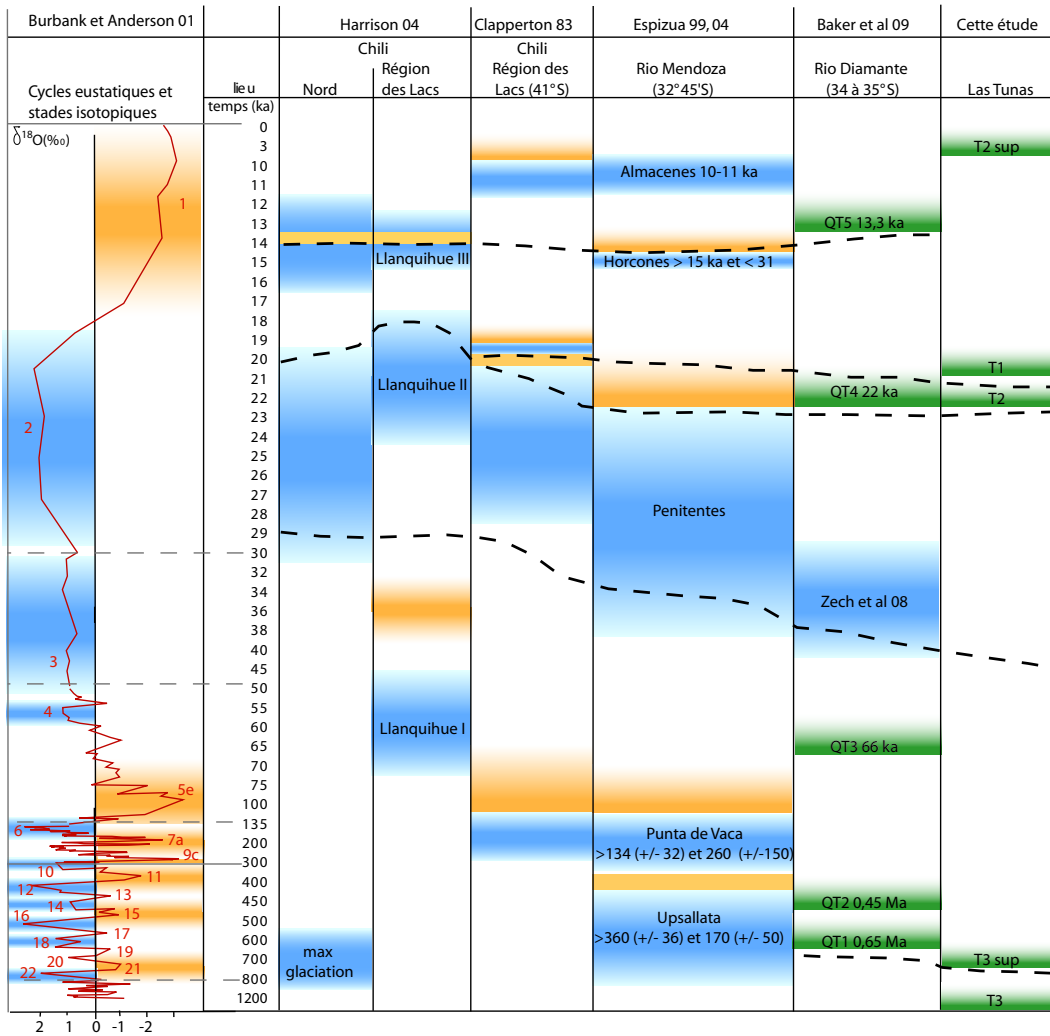 Burbank et Anderson 01
Harrison 04
Clapperton 83
Espizua 99, 04
Baker et al 09
Cette étude
Cycles eustatiques et
stades isotopiques
lieu
temps (ka)
Chili
Nord
Région
des Lacs
Chili
Région des
Lacs (41°S)
Rio Mendoza
(32°45'S)
Rio Diamante
(34 à 35°S)
Las Tunas
δ18O(‰)
0
3
10
11
12
13
14
15
16
17
18
19
20
21
22
23
24
25
26
27
28
29
30
32
34
36
38
40
45
50
55
60
65
70
75
100
135
200
300
400
450
500
600
700
800
1200
1
2
3
4
5e
6
7a
9c
10
11
12
13
14
15
16
17
18
19
20
21
22
2 1 0 -1 -2
max
glaciation
Llanquihue III
Llanquihue II
Llanquihue I
Almacenes 10-11 ka
Horcones > 15 ka et < 31
Penitentes
Punta de Vaca
>134 (+/- 32) et 260 (+/-150)
Upsallata
>360 (+/- 36) et 170 (+/- 50)
QT5 13,3 ka
QT4 22 ka
Zech et al 08
QT3 66 ka
QT2 0,45 Ma
QT1 0,65 Ma
T2 sup
T1
T2
T3 sup
T3